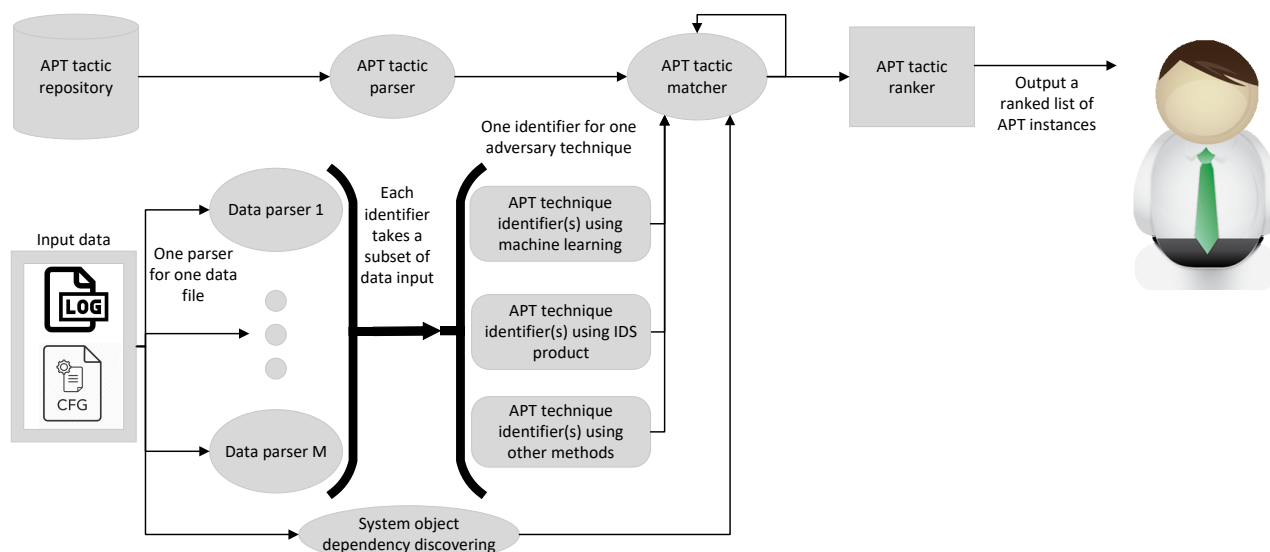 APT tactic
repository
APT tactic
parser
APT tactic
matcher
APT tactic
ranker
Output a
ranked list of
APT instances
One identifier for one
adversary technique
Input data
LOG
CFG
One parser
for one data
file
Data parser 1
Data parser M
Each
identifier
takes a
subset of
data input
APT technique
identifier(s) using
machine learning
APT technique
identifier(s) using IDS
product
APT technique
identifier(s) using
other methods
System object
dependency discovering